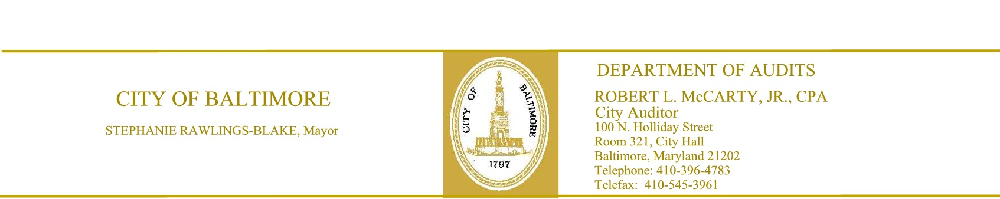 CITY OF BALTIMORE
STEPHANIE RAWLINGS-BLAKE, Mayor
CITY OF BALTIMORE
1797
DEPARTMENT OF AUDITS
ROBERT L. McCARTY, JR., CPA
City Auditor
100 N. Holliday Street
Room 321, City Hall
Baltimore, Maryland 21202
Telephone: 410-396-4783
Telefax:  410-545-3961